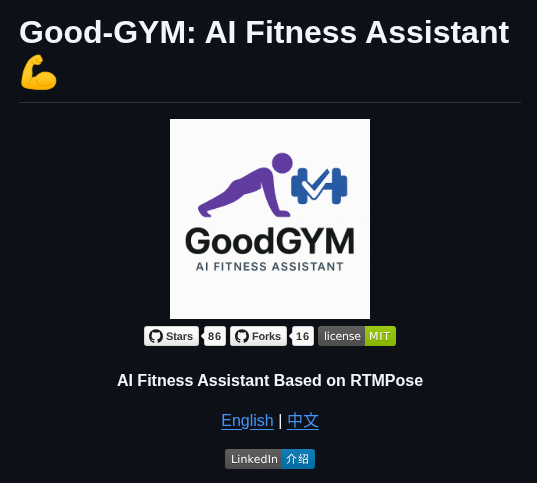 Good-GYM: AI Fitness Assistant
💪
GoodGYM
AI FITNESS ASSISTANT
Stars 86 Forks 16 license MIT
AI Fitness Assistant Based on RTMPose
English | 中文
LinkedIn 介绍